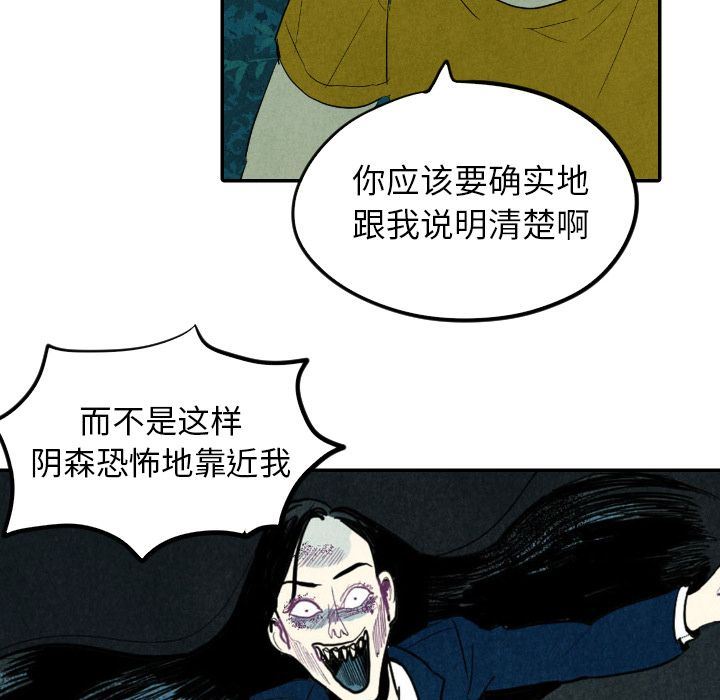 你应该要确实地
跟我说明清楚啊
而不是这样
阴森恐怖地靠近我